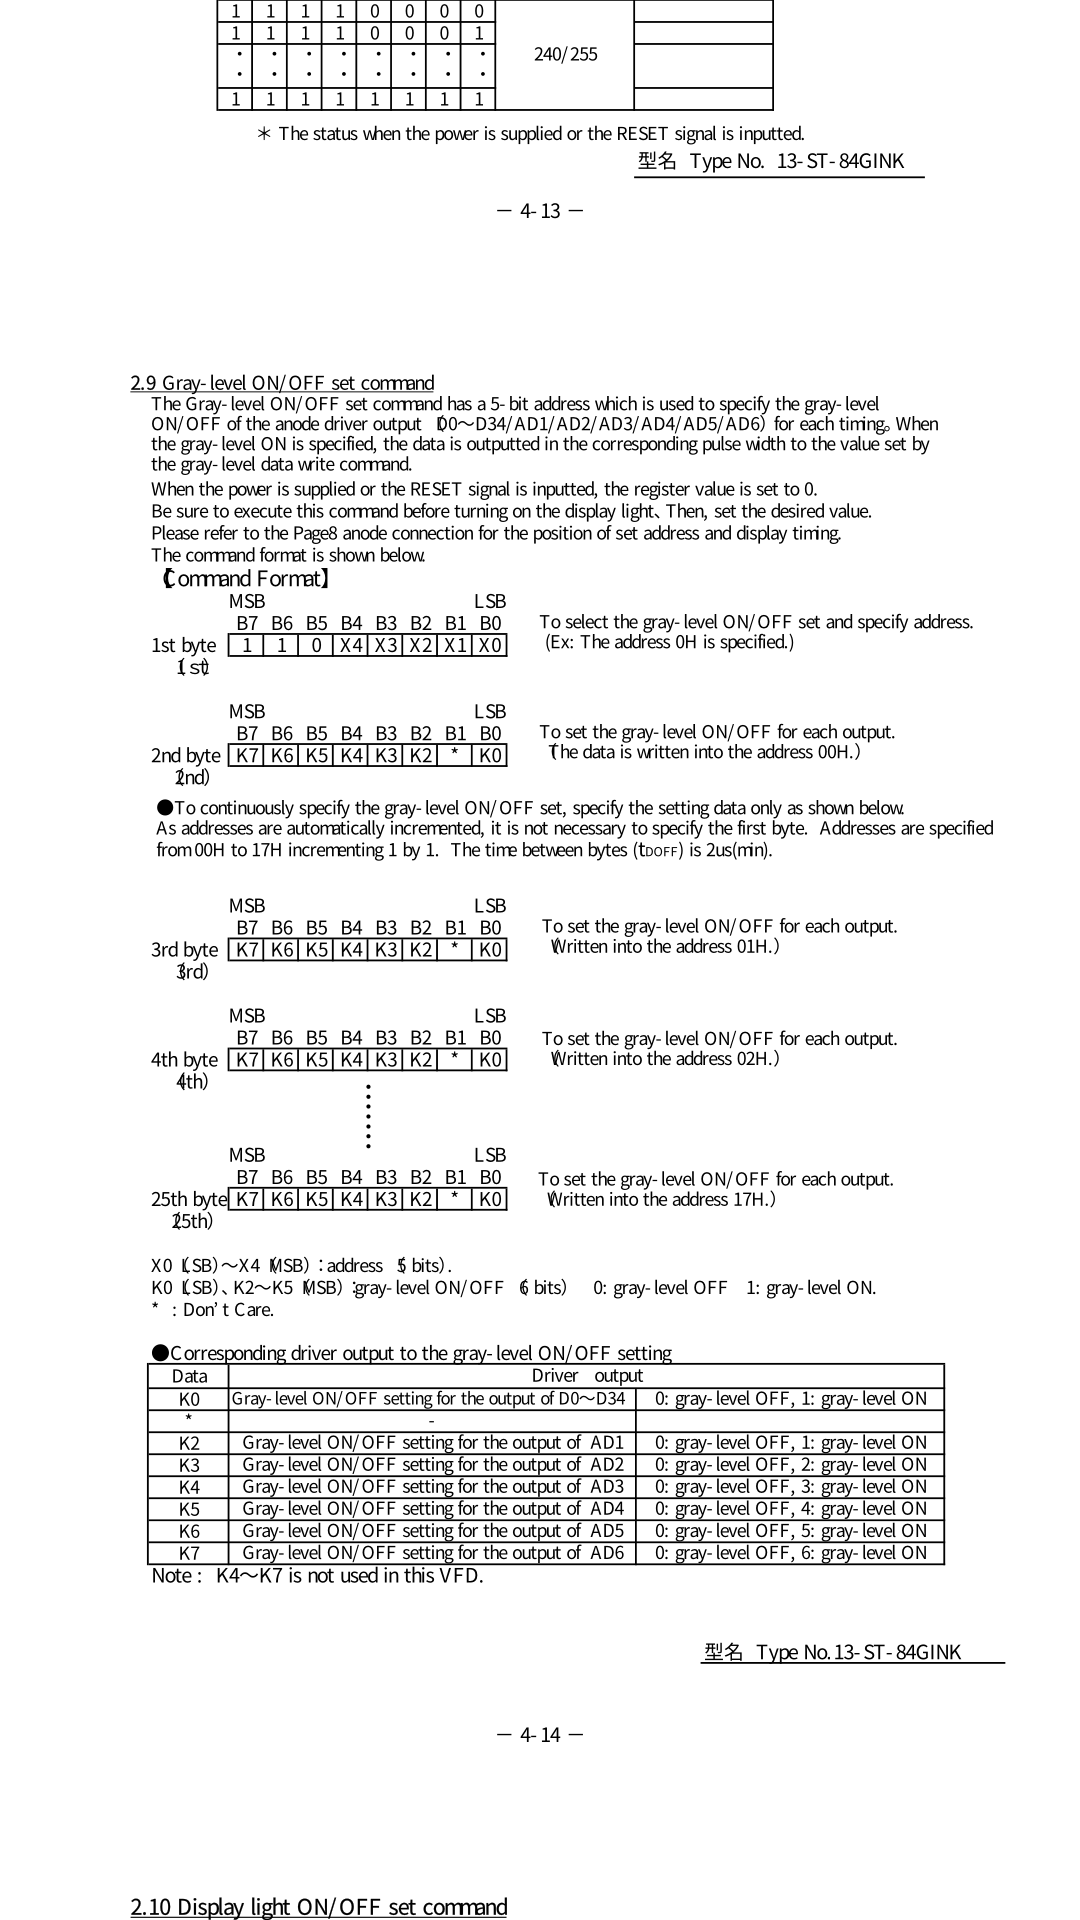 1 1 1 1 0 0 0 0
1 1 1 1 0 0 0 1
240/255
1 1 1 1 1 1 1 1
＊ The status when the power is supplied or the RESET signal is inputted.
型名 Type No. 13-ST-84GINK
－ 4-13 －
2.9 Gray-level ON/OFF set command
The Gray-level ON/OFF set command has a 5-bit address which is used to specify the gray-level
ON/OFF of the anode driver output （D0～D34/AD1/AD2/AD3/AD4/AD5/AD6）for each timing。When
the gray-level ON is specified, the data is outputted in the corresponding pulse width to the value set by
the gray-level data write command.
When the power is supplied or the RESET signal is inputted, the register value is set to 0.
Be sure to execute this command before turning on the display light、Then, set the desired value.
Please refer to the Page8 anode connection for the position of set address and display timing.
The command format is shown below.
【Command Format】
MSB LSB
B7 B6 B5 B4 B3 B2 B1 B0 To select the gray-level ON/OFF set and specify address.
1st byte 1 1 0 X4 X3 X2 X1 X0 (Ex: The address 0H is specified.)
（1st）
MSB LSB
B7 B6 B5 B4 B3 B2 B1 B0 To set the gray-level ON/OFF for each output.
2nd byte K7 K6 K5 K4 K3 K2 * K0 （The data is written into the address 00H.）
（2nd）
●To continuously specify the gray-level ON/OFF set, specify the setting data only as shown below.
As addresses are automatically incremented, it is not necessary to specify the first byte. Addresses are specified
from 00H to 17H incrementing 1 by 1. The time between bytes (tDOFF) is 2us(min).
MSB LSB
B7 B6 B5 B4 B3 B2 B1 B0 To set the gray-level ON/OFF for each output.
3rd byte K7 K6 K5 K4 K3 K2 * K0 （Written into the address 01H.）
（3rd）
MSB LSB
B7 B6 B5 B4 B3 B2 B1 B0 To set the gray-level ON/OFF for each output.
4th byte K7 K6 K5 K4 K3 K2 * K0 （Written into the address 02H.）
（4th）
MSB LSB
B7 B6 B5 B4 B3 B2 B1 B0 To set the gray-level ON/OFF for each output.
25th byte K7 K6 K5 K4 K3 K2 * K0 （Written into the address 17H.）
（25th）
X0（LSB）～X4（MSB）：address （5 bits）.
K0（LSB）、K2～K5（MSB）：gray-level ON/OFF （6 bits） 0: gray-level OFF 1: gray-level ON.
* : Don't Care.
●Corresponding driver output to the gray-level ON/OFF setting
Data Driver output
K0 Gray-level ON/OFF setting for the output of D0～D34 0: gray-level OFF, 1: gray-level ON
* -
K2 Gray-level ON/OFF setting for the output of AD1 0: gray-level OFF, 1: gray-level ON
K3 Gray-level ON/OFF setting for the output of AD2 0: gray-level OFF, 2: gray-level ON
K4 Gray-level ON/OFF setting for the output of AD3 0: gray-level OFF, 3: gray-level ON
K5 Gray-level ON/OFF setting for the output of AD4 0: gray-level OFF, 4: gray-level ON
K6 Gray-level ON/OFF setting for the output of AD5 0: gray-level OFF, 5: gray-level ON
K7 Gray-level ON/OFF setting for the output of AD6 0: gray-level OFF, 6: gray-level ON
Note : K4～K7 is not used in this VFD.
型名 Type No.13-ST-84GINK
－ 4-14 －
2.10 Display light ON/OFF set command